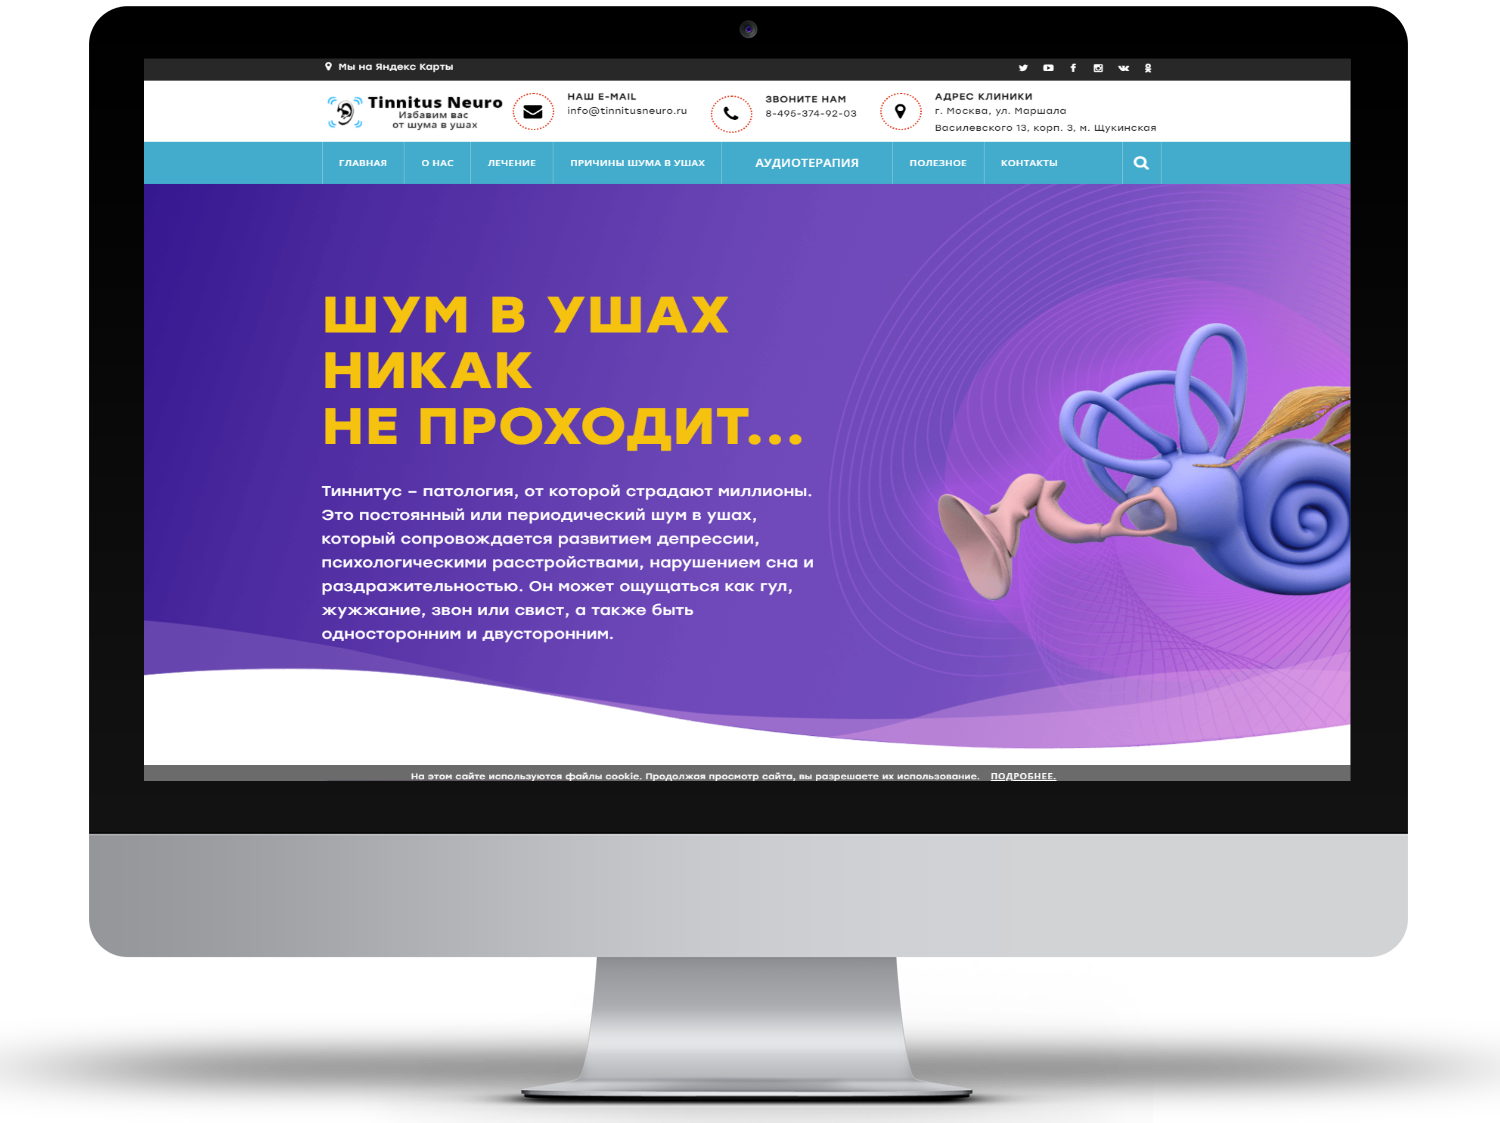 Мы на Яндекс Карты
Tinnitus Neuro
Избавим вас
от шума в ушах
НАШ E-MAIL
info@tinnitusneuro.ru
ЗВОНИТЕ НАМ
8-495-374-92-03
АДРЕС КЛИНИКИ
г. Москва, ул. Маршала
Василевского 13, корп. 3, м. Щукинская
ГЛАВНАЯ О НАС ЛЕЧЕНИЕ ПРИЧИНЫ ШУМА В УШАХ АУДИОТЕРАПИЯ ПОЛЕЗНОЕ КОНТАКТЫ
ШУМ В УШАХ
НИКАК
НЕ ПРОХОДИТ...
Тиннитус – патология, от которой страдают миллионы.
Это постоянный или периодический шум в ушах,
который сопровождается развитием депрессии,
психологическими расстройствами, нарушением сна и
раздражительностью. Он может ощущаться как гул,
жужжание, звон или свист, а также быть
односторонним и двусторонним.
На этом сайте используются файлы cookie. Продолжая просмотр сайта, вы разрешаете их использование. ПОДРОБНЕЕ.